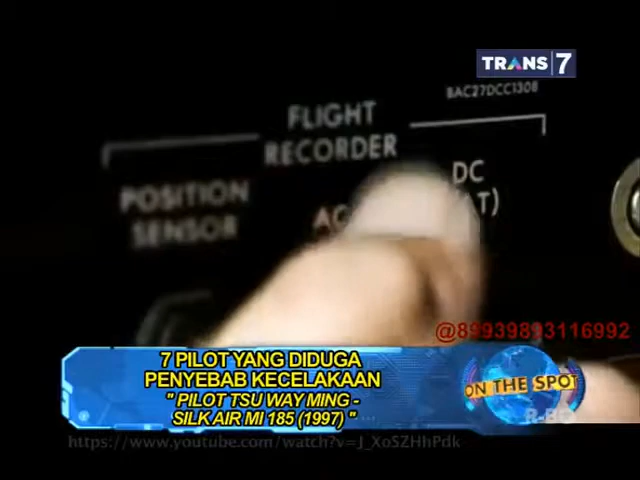 TRANS 7
BAC27DCC1308
FLIGHT
RECORDER
POSITION
SENSOR
DC
@89939893116992
7 PILOT YANG DIDUGA
PENYEBAB KECELAKAAN
" PILOT TSU WAY MING -
SILK AIR MI 185 (1997) "
ON THE SPOT
https://www.youtube.com/watch?v=J_XoSZHhPdk